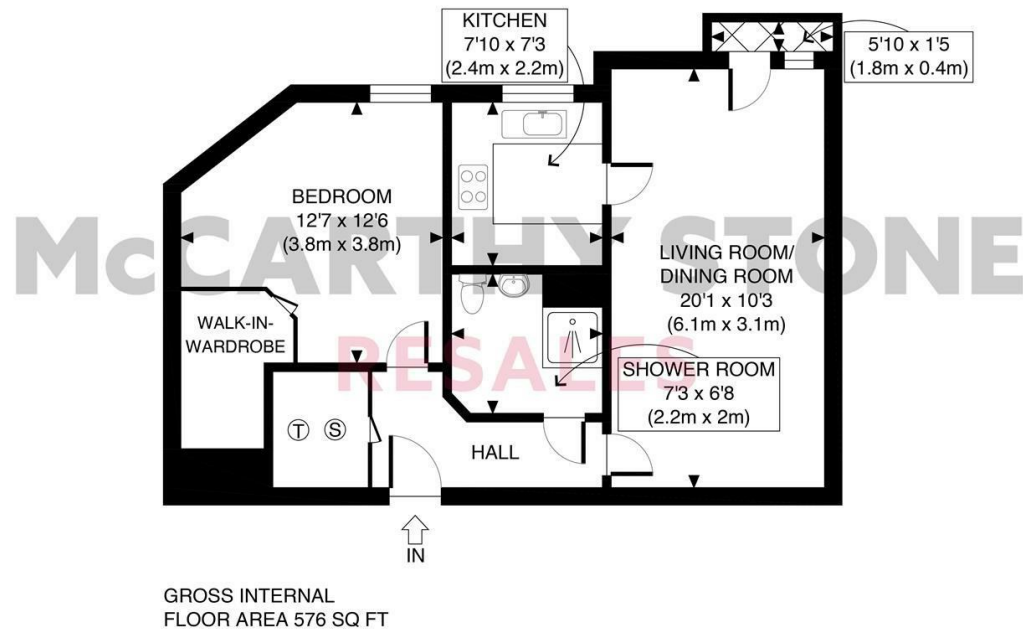 KITCHEN
7'10 x 7'3
(2.4m x 2.2m)
5'10 x 1'5
(1.8m x 0.4m)
BEDROOM
12'7 x 12'6
(3.8m x 3.8m)
McCARTHY STONE
RESALES
LIVING ROOM/
DINING ROOM
20'1 x 10'3
(6.1m x 3.1m)
WALK-IN-
WARDROBE
SHOWER ROOM
7'3 x 6'8
(2.2m x 2m)
T S
HALL
IN
GROSS INTERNAL
FLOOR AREA 576 SQ FT